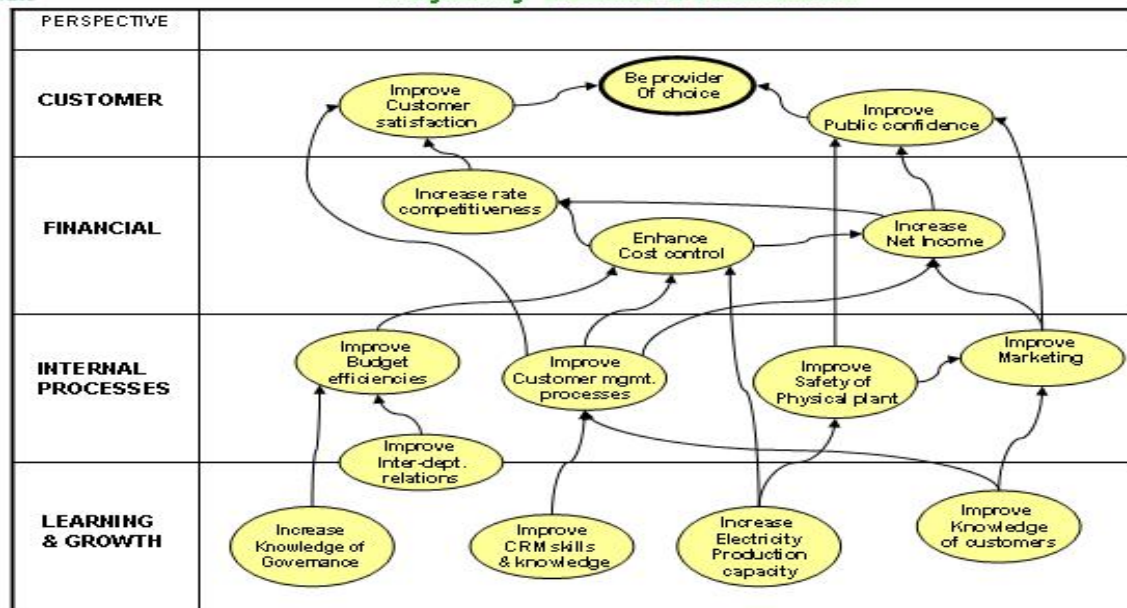 PERSPECTIVE
CUSTOMER
Improve
Customer
satisfaction
Be provider
Of choice
Improve
Public confidence
FINANCIAL
Increase rate
competitiveness
Enhance
Cost control
Increase
Net Income
INTERNAL
PROCESSES
Improve
Budget
efficiencies
Improve
Customer mgmt.
processes
Improve
Safety of
Physical plant
Improve
Marketing
Improve
Inter-dept.
relations
LEARNING
& GROWTH
Increase
Knowledge of
Governance
Improve
CRM skills
& knowledge
Increase
Electricity
Production
capacity
Improve
Knowledge
of customers